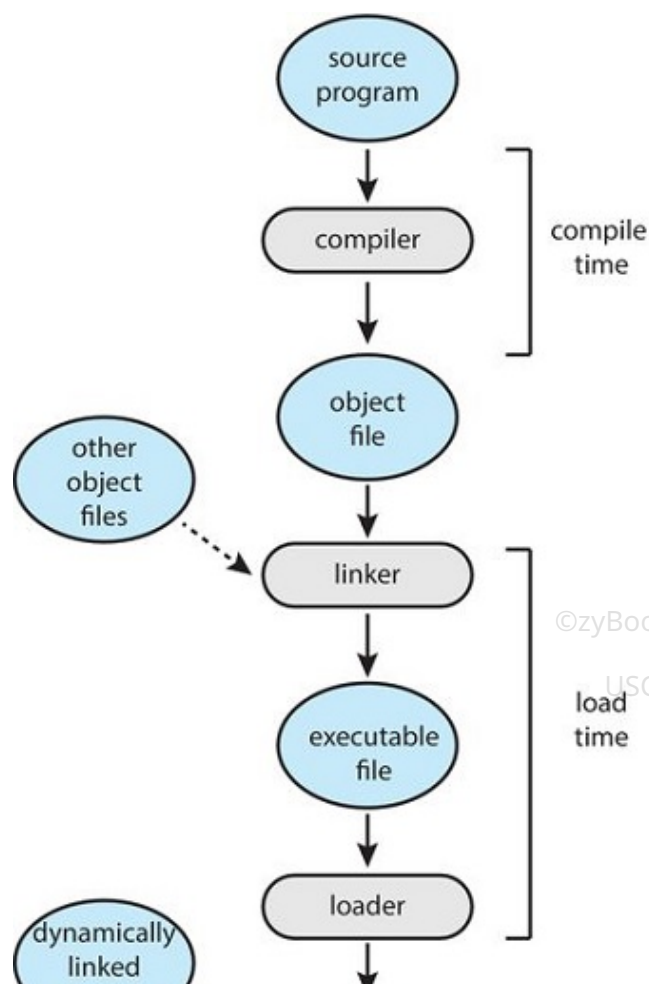 source
program
compiler
compile
time
object
file
other
object
files
linker
executable
file
load
time
loader
dynamically
linked